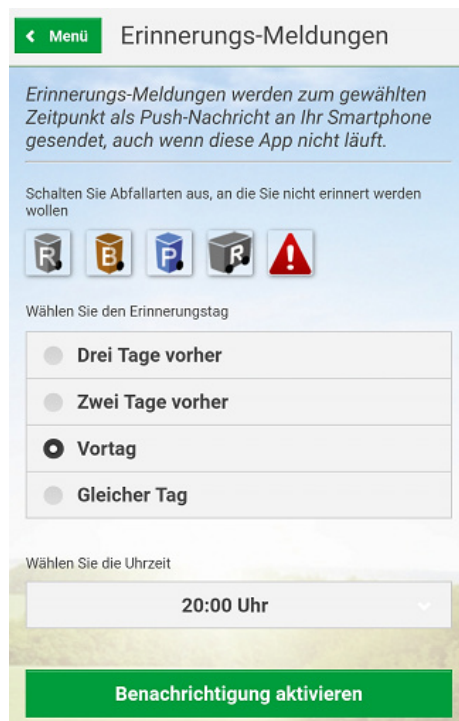 Menü Erinnerungs-Meldungen
Erinnerungs-Meldungen werden zum gewählten
Zeitpunkt als Push-Nachricht an Ihr Smartphone
gesendet, auch wenn diese App nicht läuft.
Schalten Sie Abfallarten aus, an die Sie nicht erinnert werden
wollen
R B P R !
Wählen Sie den Erinnerungstag
Drei Tage vorher
Zwei Tage vorher
Vortag
Gleicher Tag
Wählen Sie die Uhrzeit
20:00 Uhr
Benachrichtigung aktivieren